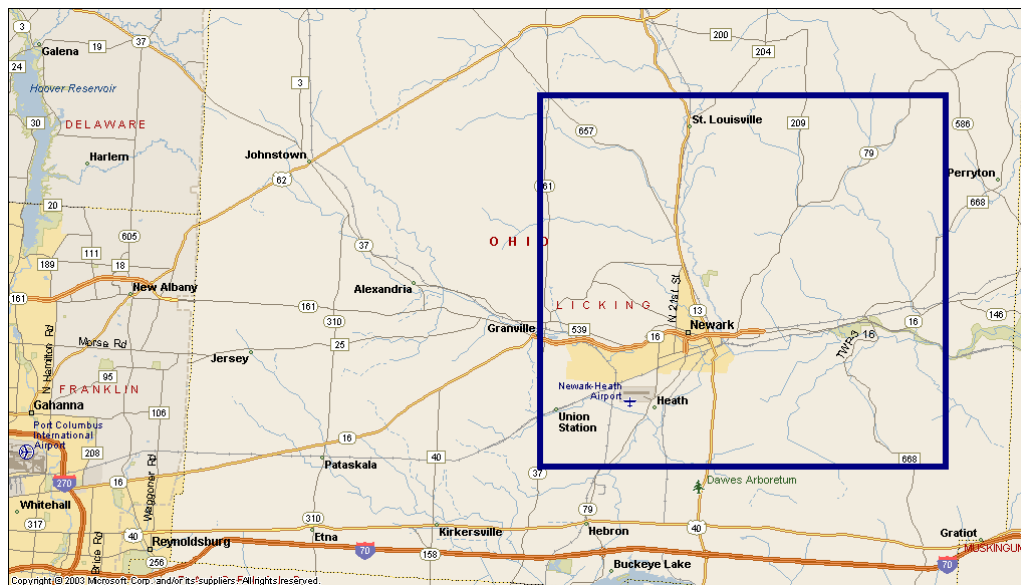 3
Galena
19
37
200
204
24
3
Hoover Reservoir
30
DELAWARE
657
St. Louisville
209
586
Harlem
Johnstown
79
62
661
Perryton
20
668
605
OHIO
111
37
189
18
New Albany
Alexandria
161
161
310
LICKING
N 21st St
13
146
16
Granville
539
16
Newark
16
TWP 3
Morse Rd
25
N Hamilton Rd
Jersey
95
FRANKLIN
Gahanna
106
Newark-Heath
Airport
Heath
Union
Station
Port Columbus
International
Airport
208
16
40
Pataskala
668
37
Waggoner Rd
270
16
Dawes Arboretum
Whitehall
317
310
79
40
Hebron
40
Etna
Kirkersville
Gratiot
Reynoldsburg
70
158
MUSKINGUM
256
Buckeye Lake
70
Copyright © 2003 Microsoft Corp. and/or its suppliers. All rights reserved.